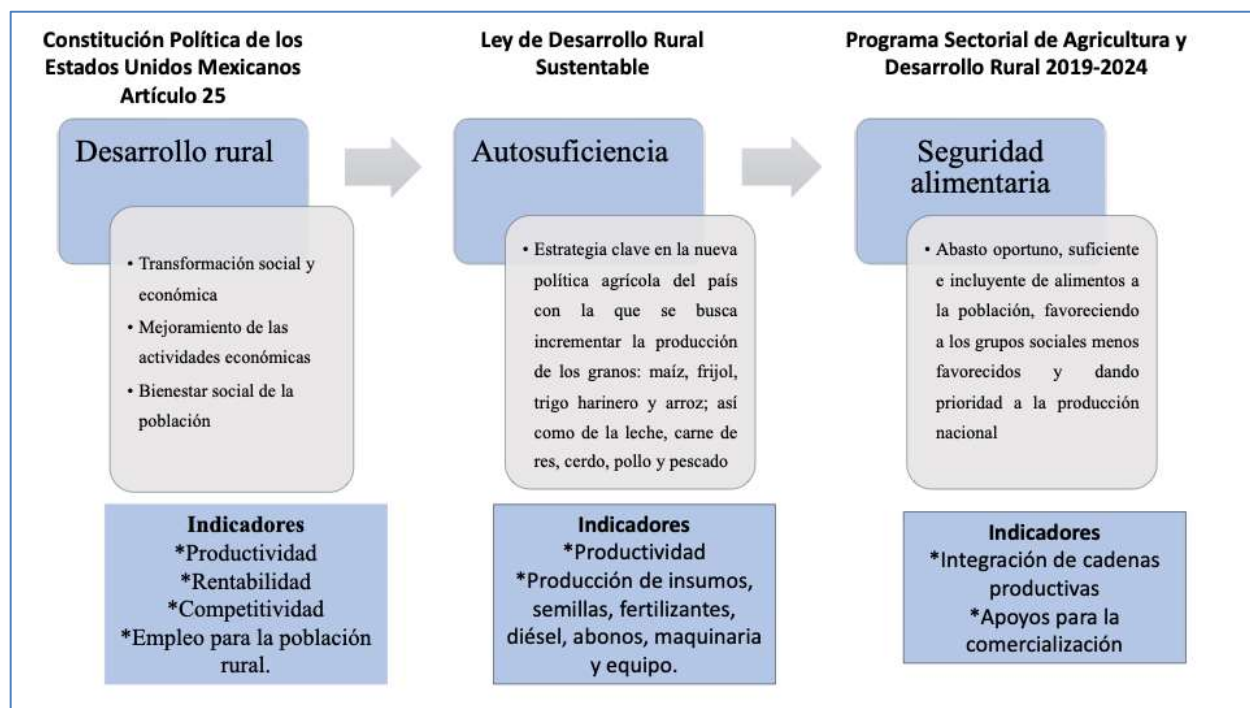 Constitución Política de los
Estados Unidos Mexicanos
Artículo 25
Desarrollo rural
• Transformación social y
económica
• Mejoramiento de las
actividades económicas
• Bienestar social de la
población
Indicadores
*Productividad
*Rentabilidad
*Competitividad
*Empleo para la población
rural.
Ley de Desarrollo Rural
Sustentable
Autosuficiencia
• Estrategia clave en la nueva
política agrícola del país
con la que se busca
incrementar la producción
de los granos: maíz, frijol,
trigo harinero y arroz; así
como de la leche, carne de
res, cerdo, pollo y pescado
Indicadores
*Productividad
*Producción de insumos,
semillas, fertilizantes,
diésel, abonos, maquinaria
y equipo.
Programa Sectorial de Agricultura y
Desarrollo Rural 2019-2024
Seguridad
alimentaria
• Abasto oportuno, suficiente
e incluyente de alimentos a
la población, favoreciendo
a los grupos sociales menos
favorecidos y dando
prioridad a la producción
nacional
Indicadores
*Integración de cadenas
productivas
*Apoyos para la
comercialización